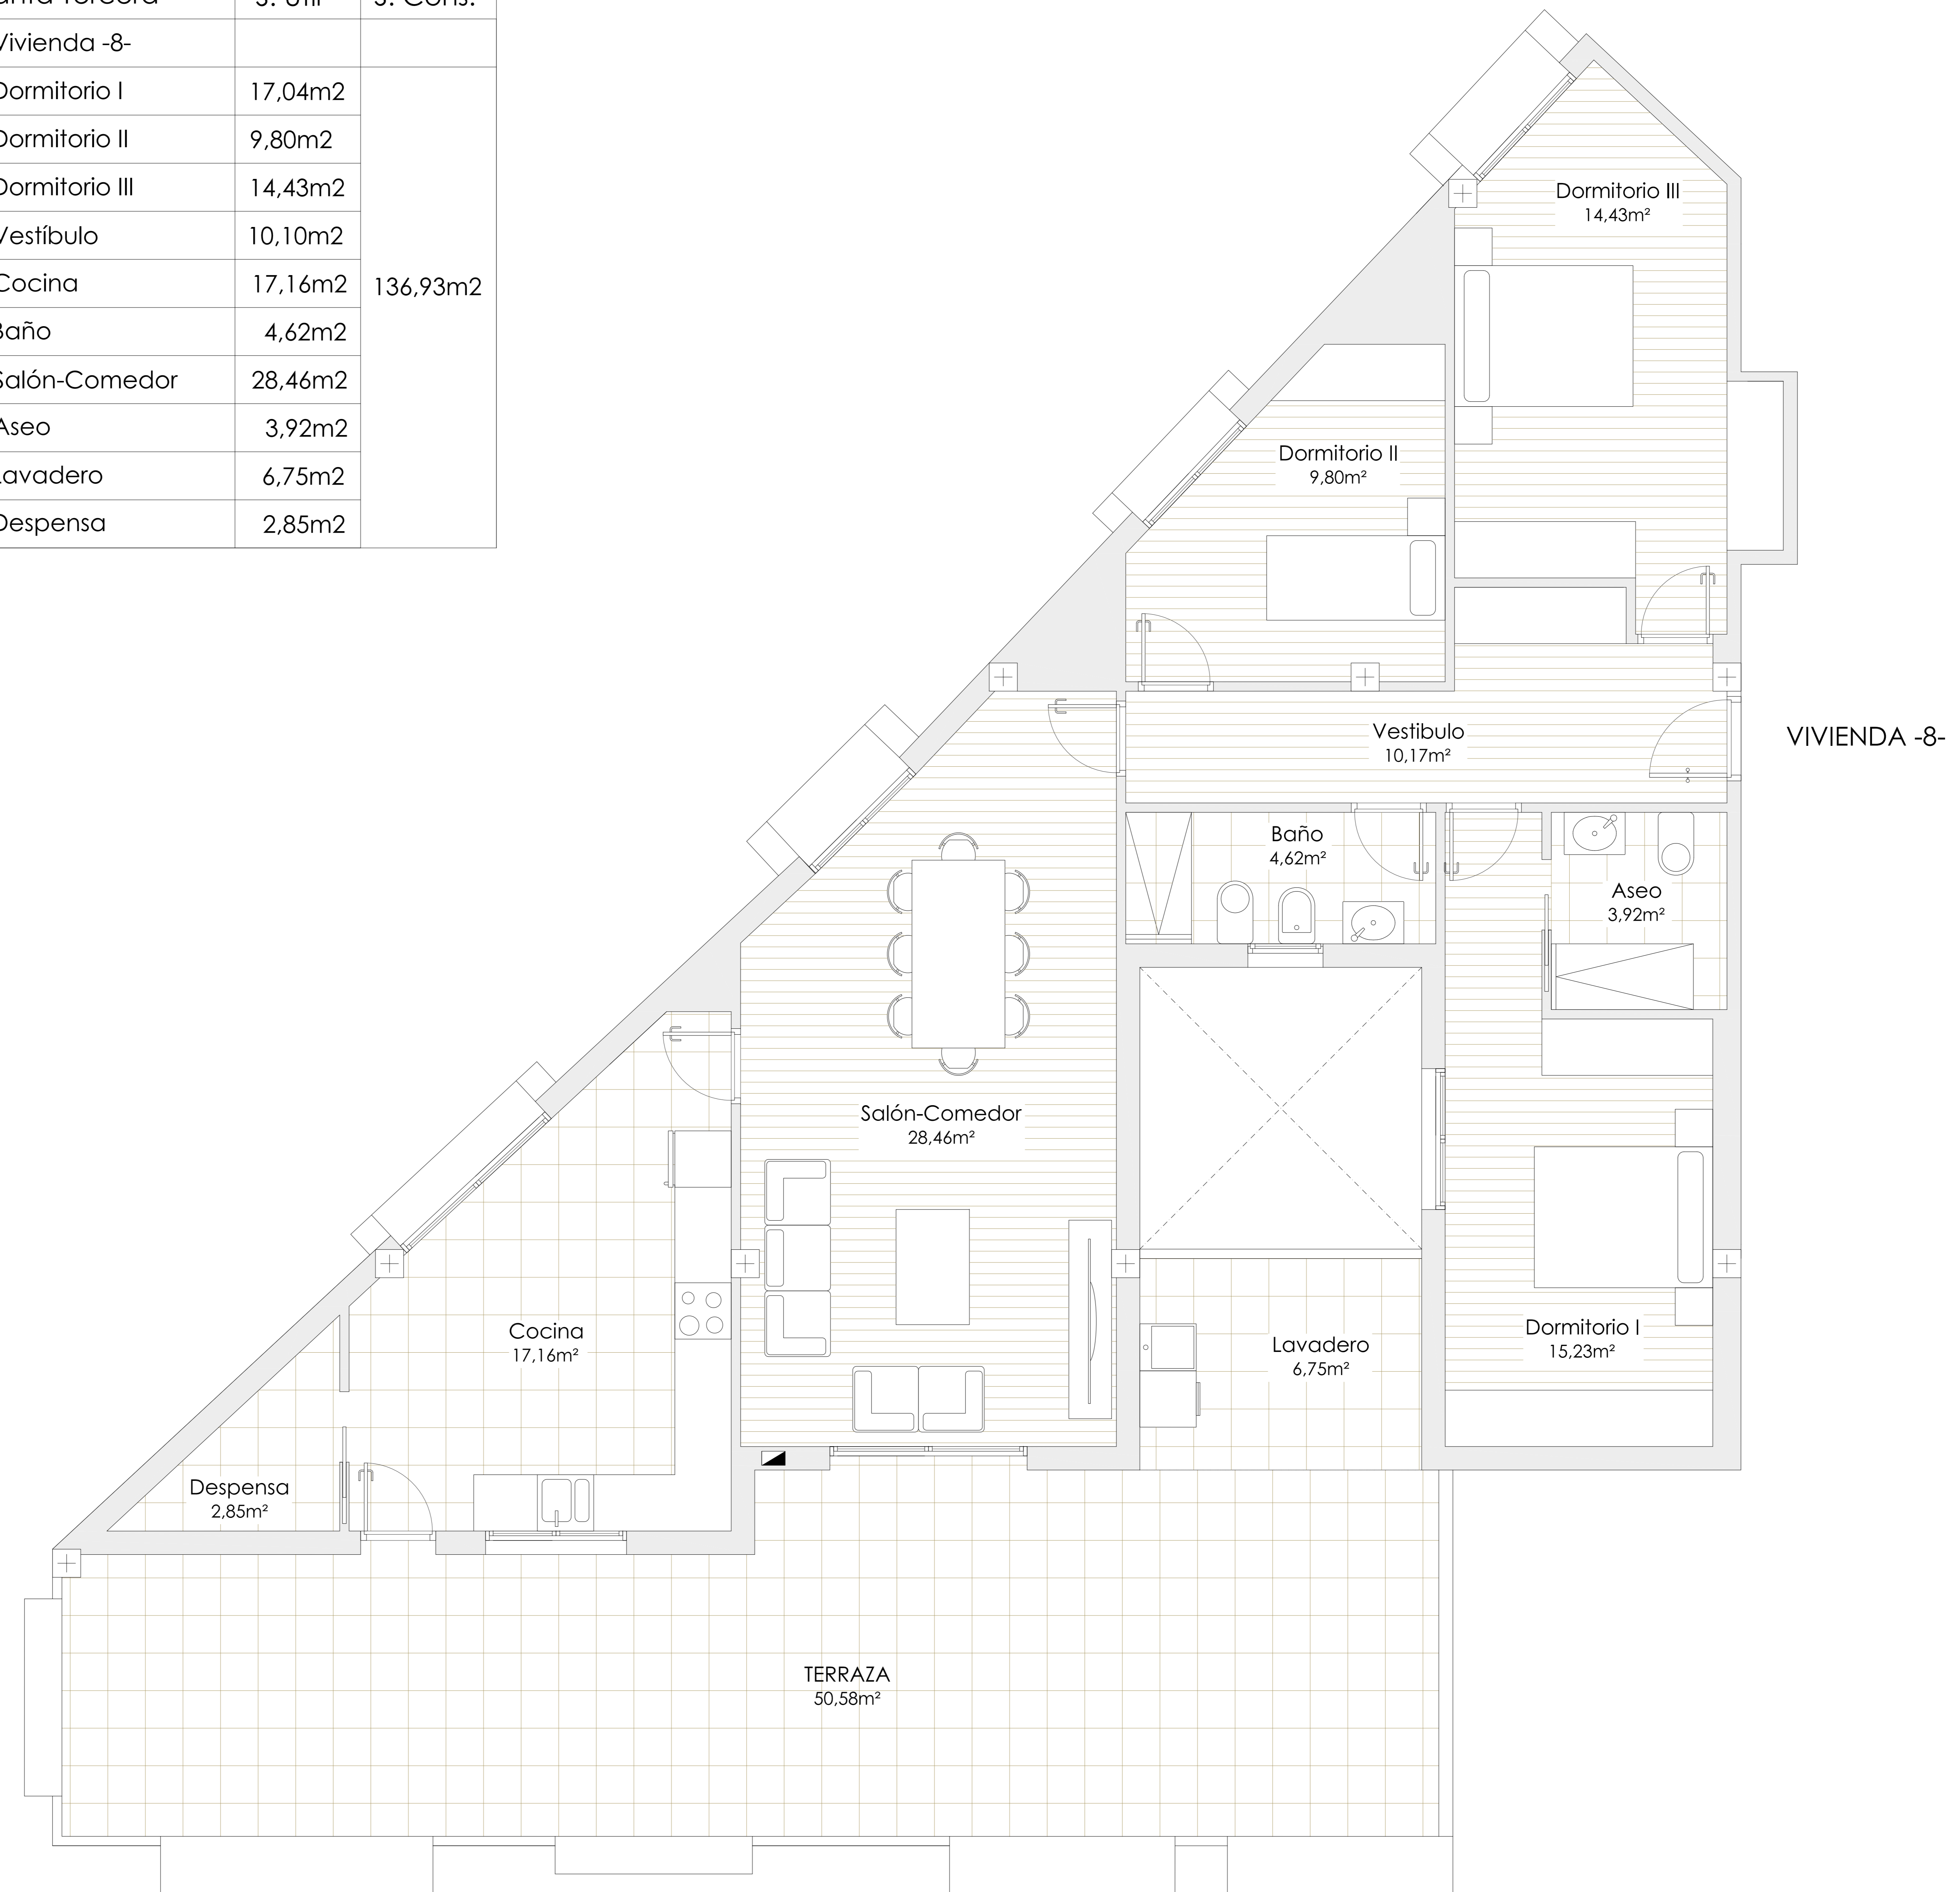 S. Útil S. Cons.
Vivienda -8-
Dormitorio I 17,04m2
Dormitorio II 9,80m2
Dormitorio III 14,43m2
Vestíbulo 10,10m2
Cocina 17,16m2 136,93m2
Baño 4,62m2
Salón-Comedor 28,46m2
Aseo 3,92m2
Lavadero 6,75m2
Despensa 2,85m2
Dormitorio III
14,43m²
Dormitorio II
9,80m²
Vestibulo
10,17m²
VIVIENDA -8-
Baño
4,62m²
Aseo
3,92m²
Salón-Comedor
28,46m²
Cocina
17,16m²
Lavadero
6,75m²
Dormitorio I
15,23m²
Despensa
2,85m²
TERRAZA
50,58m²